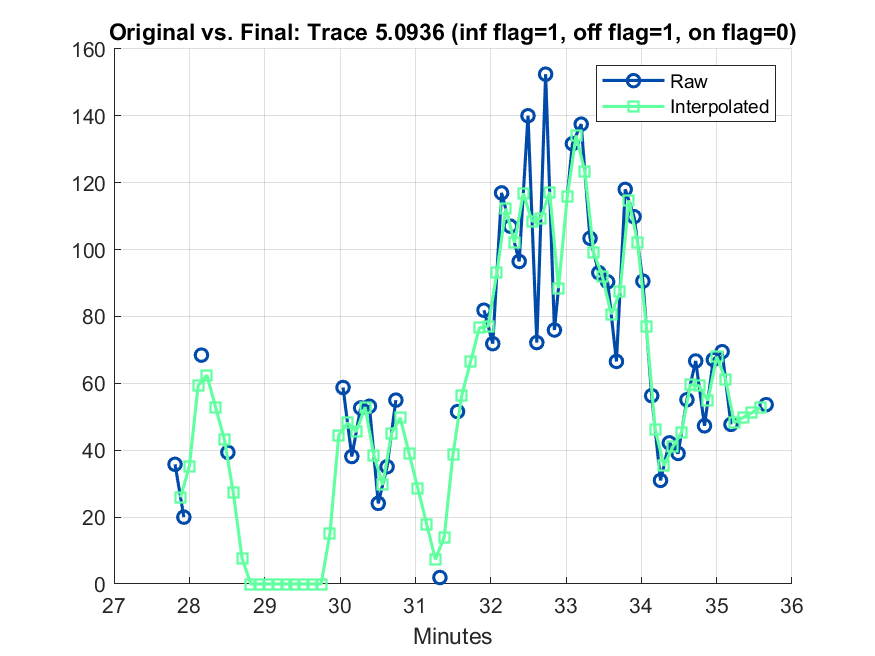 Original vs. Final: Trace 5.0936 (inf flag=1, off flag=1, on flag=0)
160
140
120
100
80
60
40
20
0
Raw
Interpolated
27 28 29 30 31 32 33 34 35 36
Minutes